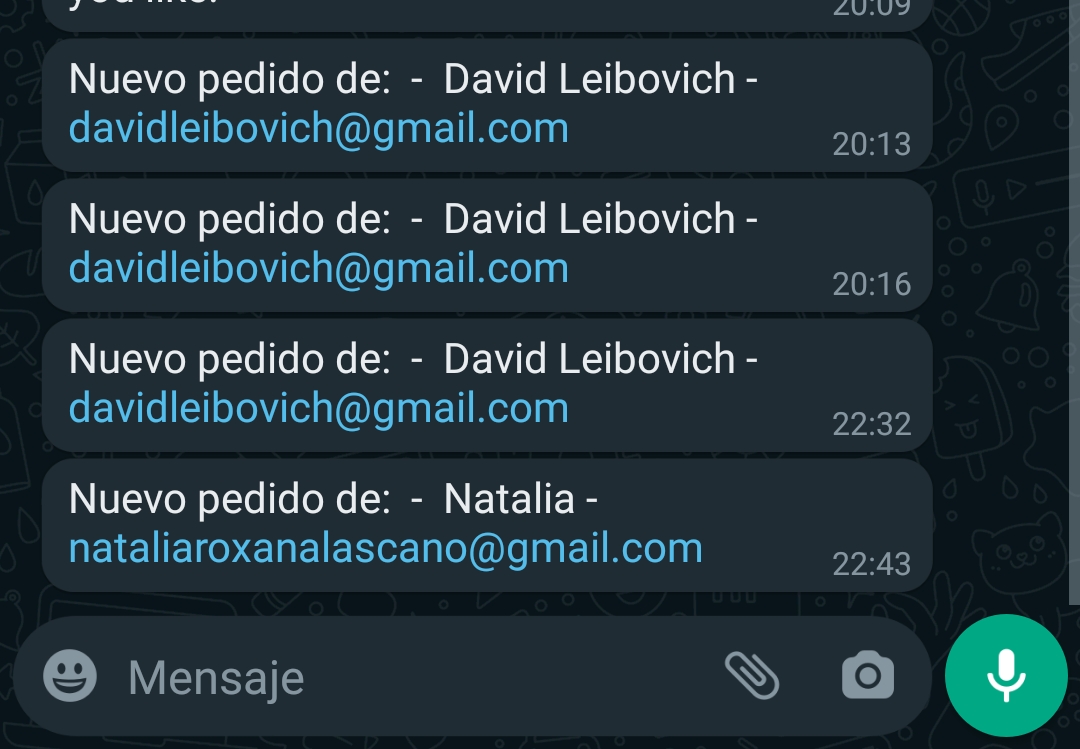 you like.
20:09
Nuevo pedido de:  -  David Leibovich -
davidleibovich@gmail.com
20:13
Nuevo pedido de:  -  David Leibovich -
davidleibovich@gmail.com
20:16
Nuevo pedido de:  -  David Leibovich -
davidleibovich@gmail.com
22:32
Nuevo pedido de:  -  Natalia -
nataliaroxanalascano@gmail.com
22:43
Mensaje